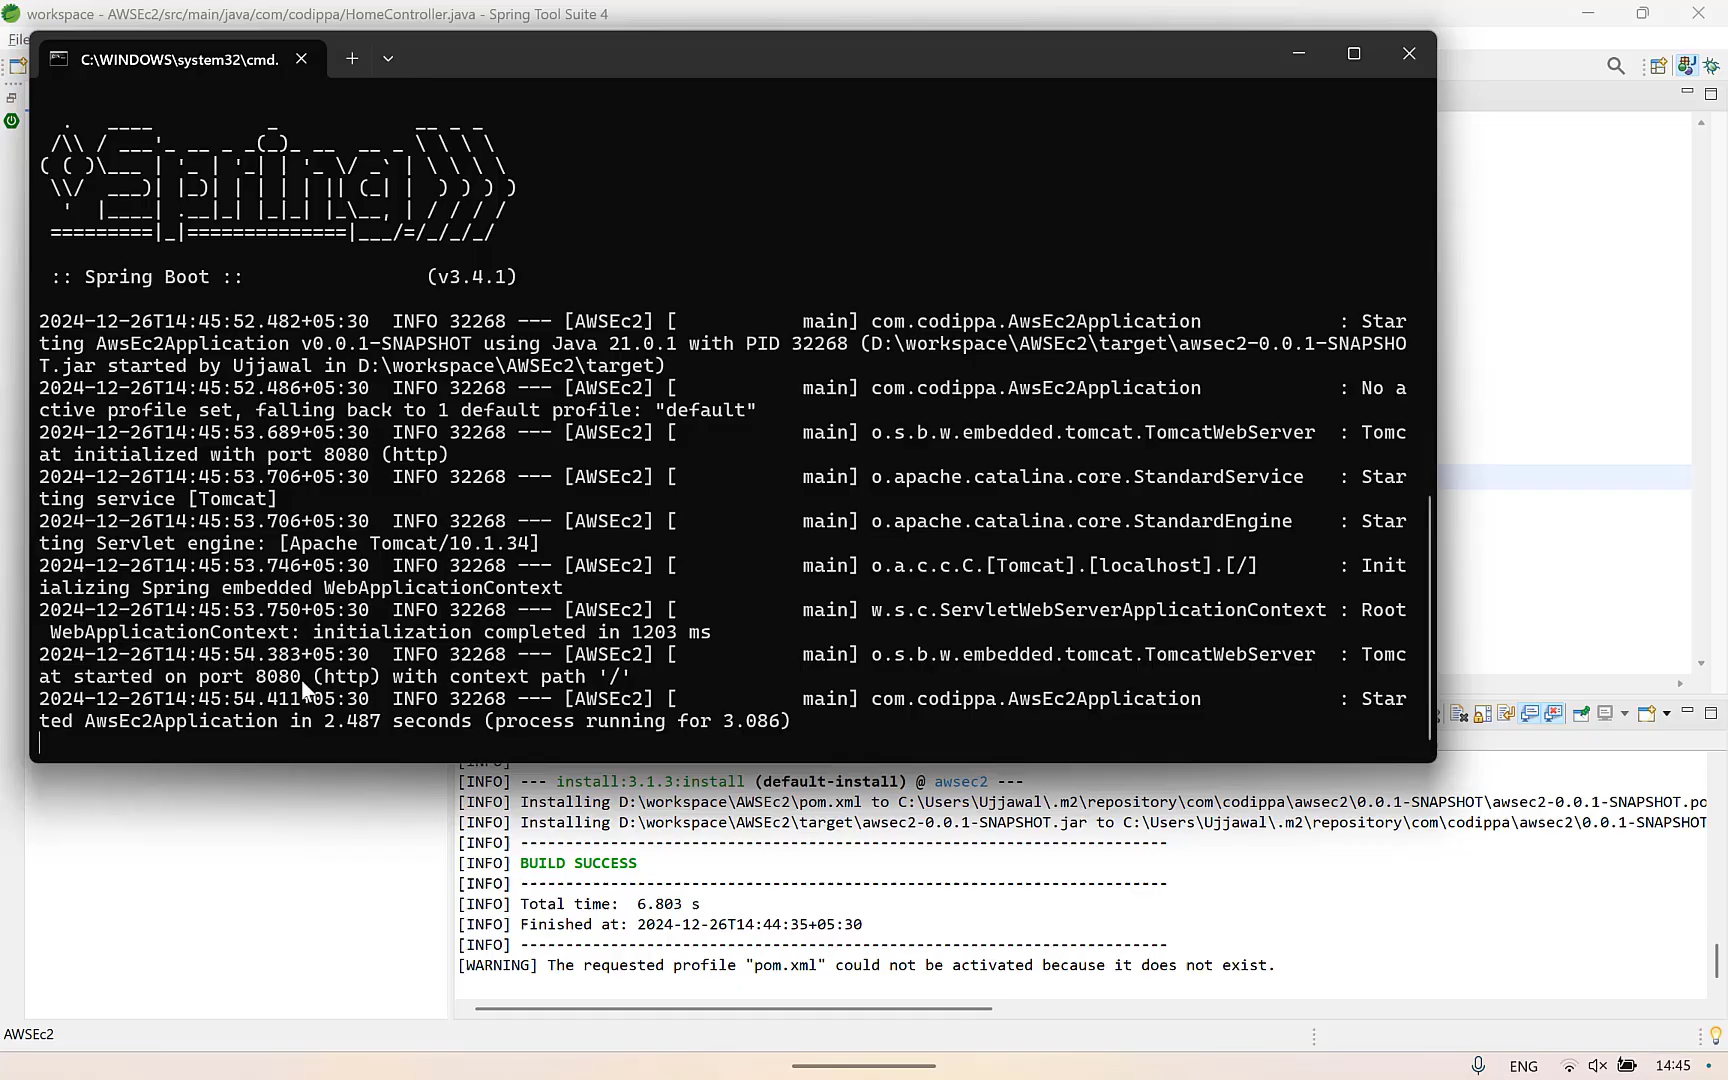 workspace - AWSEc2/src/main/java/com/codippa/HomeController.java - Spring Tool Suite 4
File
C:\WINDOWS\system32\cmd.
  .   ____          _            __ _ _
 /\\ / ___'_ __ _ _(_)_ __  __ _ \ \ \ \
( ( )\___ | '_ | '_| | '_ \/ _` | \ \ \ \
 \\/  ___)| |_)| | | | | || (_| |  ) ) ) )
  '  |____| .__|_| |_|_| |_\__, | / / / /
 =========|_|==============|___/=/_/_/_/
 :: Spring Boot ::                (v3.4.1)
2024-12-26T14:45:52.482+05:30  INFO 32268 --- [AWSEc2] [           main] com.codippa.AwsEc2Application            : Star
ting AwsEc2Application v0.0.1-SNAPSHOT using Java 21.0.1 with PID 32268 (D:\workspace\AWSEc2\target\awsec2-0.0.1-SNAPSHO
T.jar started by Ujjawal in D:\workspace\AWSEc2\target)
2024-12-26T14:45:52.486+05:30  INFO 32268 --- [AWSEc2] [           main] com.codippa.AwsEc2Application            : No a
ctive profile set, falling back to 1 default profile: "default"
2024-12-26T14:45:53.689+05:30  INFO 32268 --- [AWSEc2] [           main] o.s.b.w.embedded.tomcat.TomcatWebServer  : Tomc
at initialized with port 8080 (http)
2024-12-26T14:45:53.706+05:30  INFO 32268 --- [AWSEc2] [           main] o.apache.catalina.core.StandardService   : Star
ting service [Tomcat]
2024-12-26T14:45:53.706+05:30  INFO 32268 --- [AWSEc2] [           main] o.apache.catalina.core.StandardEngine    : Star
ting Servlet engine: [Apache Tomcat/10.1.34]
2024-12-26T14:45:53.746+05:30  INFO 32268 --- [AWSEc2] [           main] o.a.c.c.C.[Tomcat].[localhost].[/]       : Init
ializing Spring embedded WebApplicationContext
2024-12-26T14:45:53.750+05:30  INFO 32268 --- [AWSEc2] [           main] w.s.c.ServletWebServerApplicationContext : Root
 WebApplicationContext: initialization completed in 1203 ms
2024-12-26T14:45:54.383+05:30  INFO 32268 --- [AWSEc2] [           main] o.s.b.w.embedded.tomcat.TomcatWebServer  : Tomc
at started on port 8080 (http) with context path '/'
2024-12-26T14:45:54.411+05:30  INFO 32268 --- [AWSEc2] [           main] com.codippa.AwsEc2Application            : Star
ted AwsEc2Application in 2.487 seconds (process running for 3.086)
[INFO]
[INFO] --- install:3.1.3:install (default-install) @ awsec2 ---
[INFO] Installing D:\workspace\AWSEc2\pom.xml to C:\Users\Ujjawal\.m2\repository\com\codippa\awsec2\0.0.1-SNAPSHOT\awsec2-0.0.1-SNAPSHOT.po
[INFO] Installing D:\workspace\AWSEc2\target\awsec2-0.0.1-SNAPSHOT.jar to C:\Users\Ujjawal\.m2\repository\com\codippa\awsec2\0.0.1-SNAPSHOT
[INFO] ------------------------------------------------------------------------
[INFO] BUILD SUCCESS
[INFO] ------------------------------------------------------------------------
[INFO] Total time:  6.803 s
[INFO] Finished at: 2024-12-26T14:44:35+05:30
[INFO] ------------------------------------------------------------------------
[WARNING] The requested profile "pom.xml" could not be activated because it does not exist.
AWSEc2
ENG
14:45